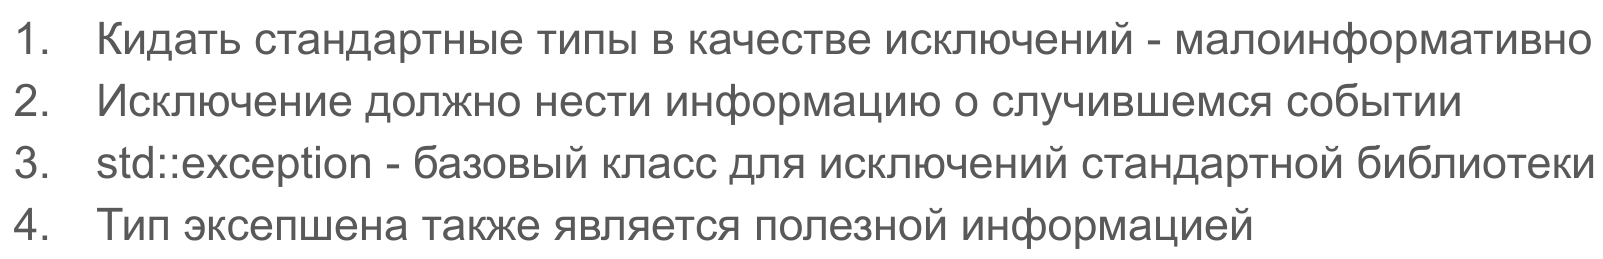 1. Кидать стандартные типы в качестве исключений - малоинформативно
2. Исключение должно нести информацию о случившемся событии
3. std::exception - базовый класс для исключений стандартной библиотеки
4. Тип эксепшена также является полезной информацией